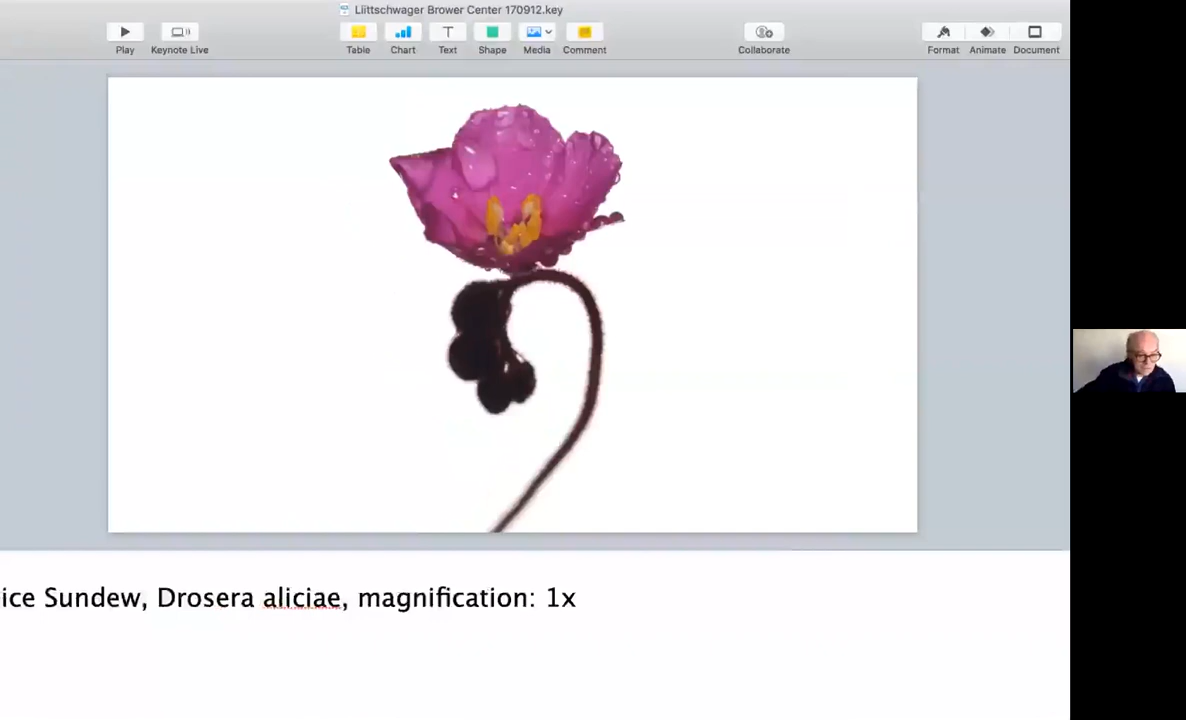 Liittschwager Brower Center 170912.key
Play
Keynote Live
Table
Chart
Text
Shape
Media
Comment
Collaborate
Format
Animate
Document
ice Sundew, Drosera aliciae, magnification: 1x